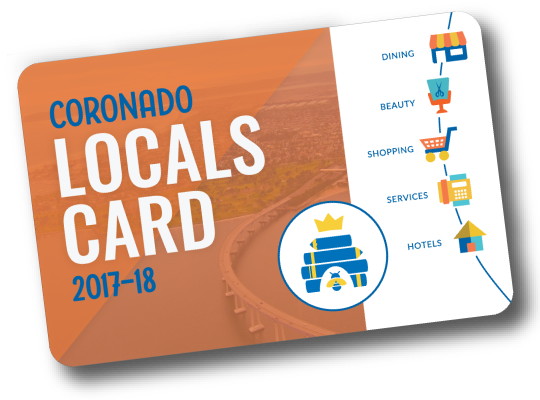 CORONADO
LOCALS
CARD
2017-18
DINING
BEAUTY
SHOPPING
SERVICES
HOTELS